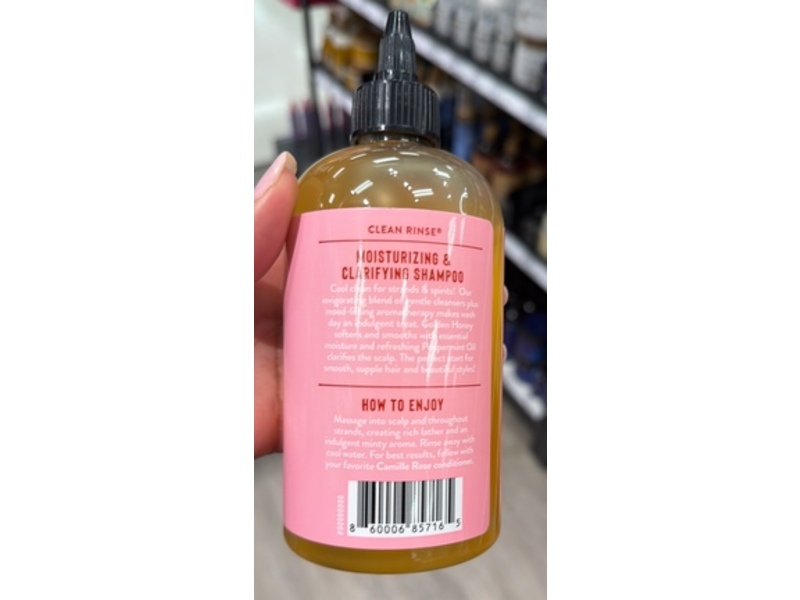 CLEAN RINSE®
MOISTURIZING &
CLARIFYING SHAMPOO
Cool clean for strands & spirits! Our
invigorating blend of gentle cleansers plus
mood-lifting aromatherapy makes wash
day an indulgent treat. Golden Honey
softens and smooths with essential
moisture and refreshing Peppermint Oil
clarifies the scalp. The perfect start for
smooth, supple hair and beautiful styles!
HOW TO ENJOY
Massage into scalp and throughout
strands, creating rich lather and an
indulgent minty aroma. Rinse away with
cool water. For best results, follow with
your favorite Camille Rose conditioner.
8 60006 85716 5